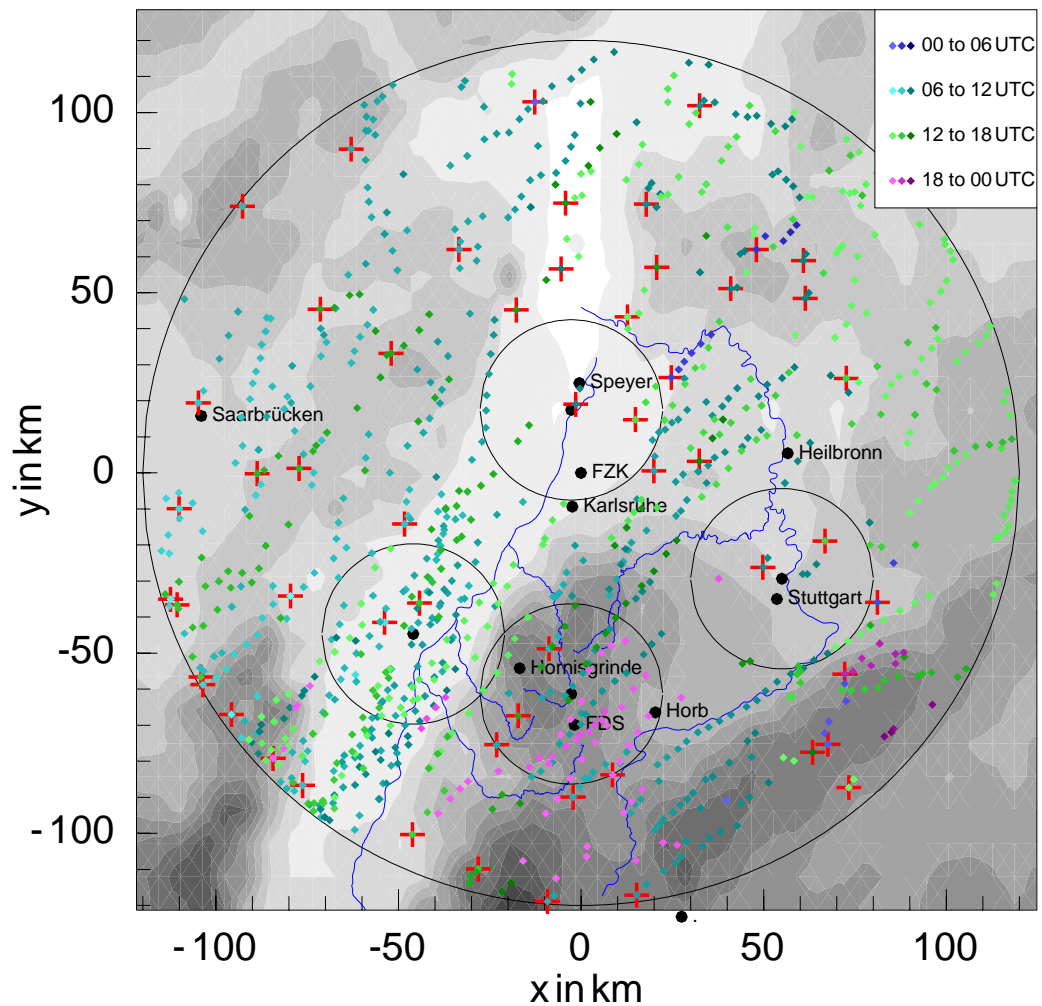 00 to 06 UTC
06 to 12 UTC
12 to 18 UTC
18 to 00 UTC
100
50
0
-50
-100
y in km
Speyer
Saarbrücken
Heilbronn
FZK
Karlsruhe
Stuttgart
Hornisgrinde
Horb
FDS
-100
-50
0
50
100
x in km